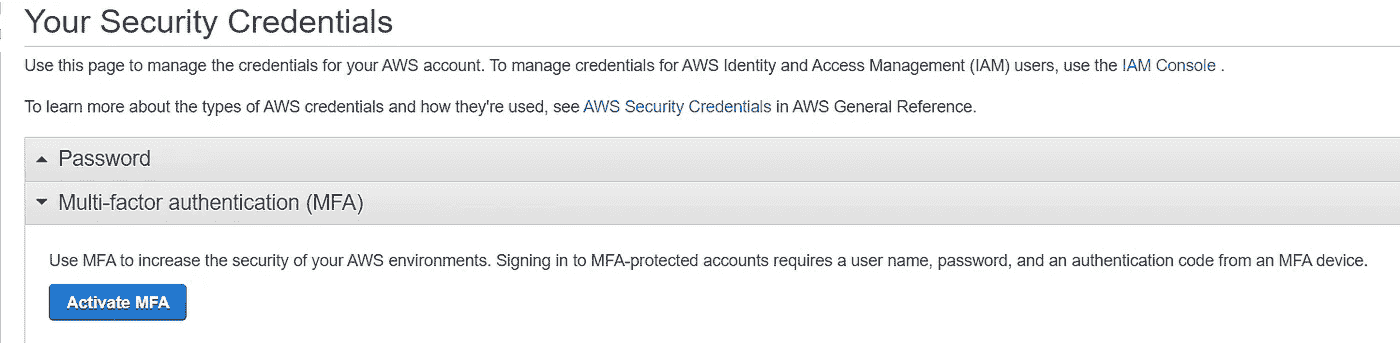 Your Security Credentials
Use this page to manage the credentials for your AWS account. To manage credentials for AWS Identity and Access Management (IAM) users, use the IAM Console .
To learn more about the types of AWS credentials and how they're used, see AWS Security Credentials in AWS General Reference.
Password
Multi-factor authentication (MFA)
Use MFA to increase the security of your AWS environments. Signing in to MFA-protected accounts requires a user name, password, and an authentication code from an MFA device.
Activate MFA